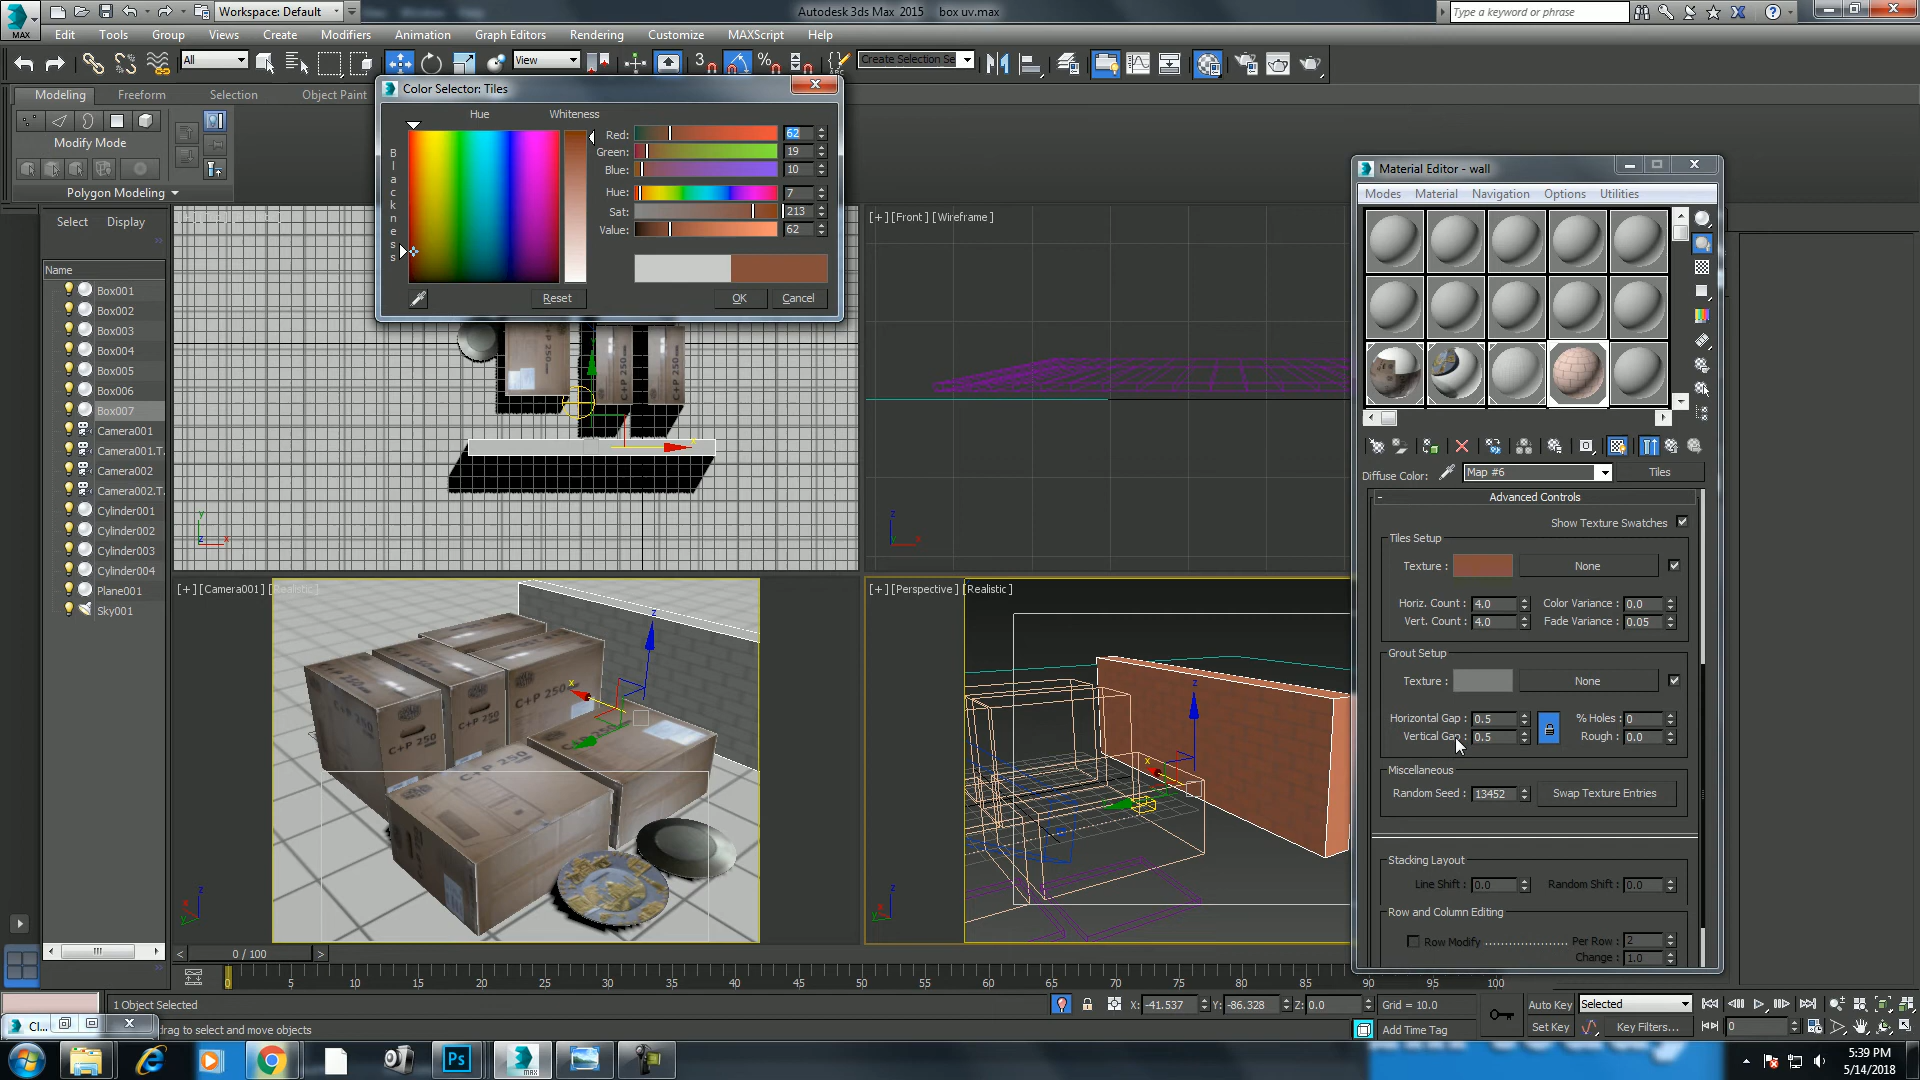 Workspace: Default
Autodesk 3ds Max 2015 box uv.max
Type a keyword or phrase
MAX
Edit Tools Group Views Create Modifiers Animation Graph Editors Rendering Customize MAXScript Help
All
View
Create Selection Se
Modeling Freeform Selection Object Paint
Modify Mode
Polygon Modeling
Color Selector: Tiles
Hue Whiteness
Blackness
Red: 62
Green: 19
Blue: 10
Hue: 7
Sat: 213
Value: 62
Reset OK Cancel
Select Display
Name
Box001
Box002
Box003
Box004
Box005
Box006
Box007
Camera001
Camera001.T
Camera002
Camera002.T
Cylinder001
Cylinder002
Cylinder003
Cylinder004
Plane001
Sky001
[+] [Front] [Wireframe]
[+] [Camera001] [Realistic]
[+] [Perspective] [Realistic]
C+P 250
Material Editor - wall
Modes Material Navigation Options Utilities
Diffuse Color: Map #6 Tiles
Advanced Controls
Show Texture Swatches
Tiles Setup
Texture : None
Horiz. Count : 4.0 Color Variance : 0.0
Vert. Count : 4.0 Fade Variance : 0.05
Grout Setup
Texture : None
Horizontal Gap : 0.5 % Holes : 0
Vertical Gap : 0.5 Rough : 0.0
Miscellaneous
Random Seed : 13452 Swap Texture Entries
Stacking Layout
Line Shift : 0.0 Random Shift : 0.0
Row and Column Editing
Row Modify Per Row : 2
Change : 1.0
0 / 100
0 5 10 15 20 25 30 35 40 45 50 55 60 65 70 75 80 85 90 95 100
1 Object Selected
X: -41.537 Y: -86.328 Z: 0.0 Grid = 10.0
Auto Key Selected
Cl...
drag to select and move objects
Add Time Tag
Set Key Key Filters... 0
Ps
MAX
5:39 PM
5/14/2018